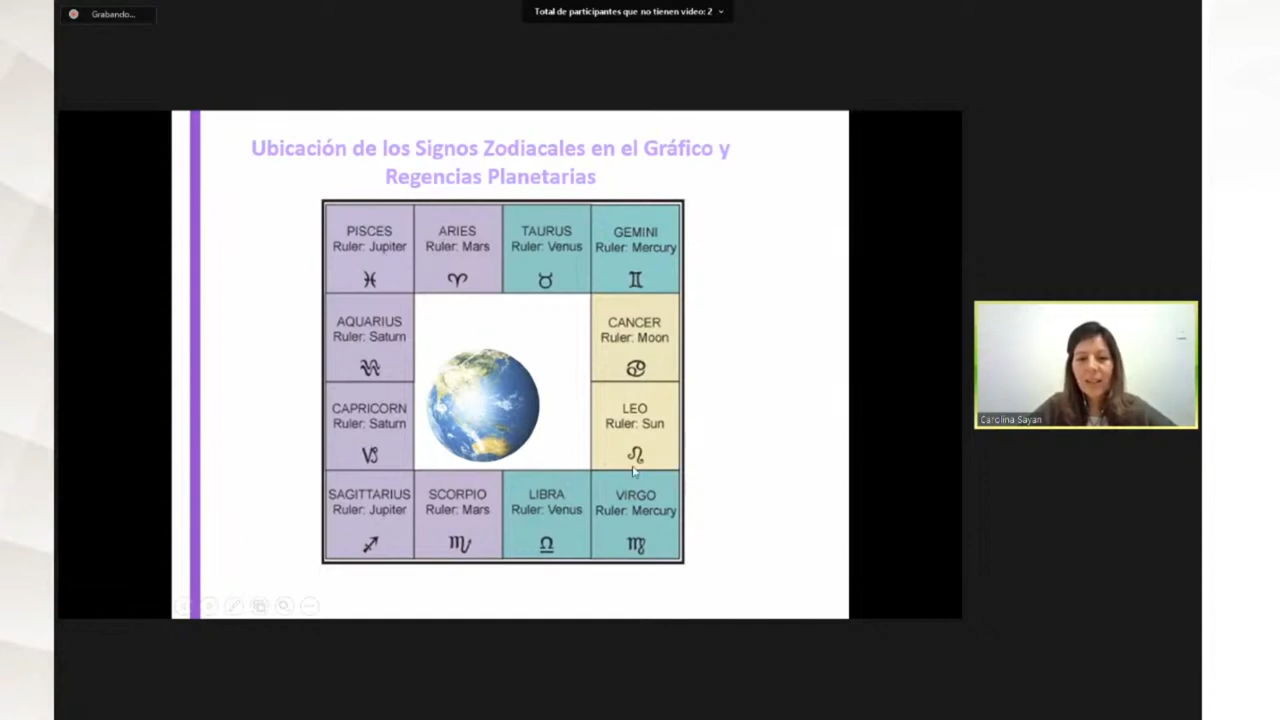 Grabando...
Total de participantes que no tienen video: 2
Ubicación de los Signos Zodiacales en el Gráfico y
Regencias Planetarias
PISCES
Ruler: Jupiter
♓
ARIES
Ruler: Mars
♈
TAURUS
Ruler: Venus
♉
GEMINI
Ruler: Mercury
♊
AQUARIUS
Ruler: Saturn
♒
CANCER
Ruler: Moon
♋
CAPRICORN
Ruler: Saturn
♑
LEO
Ruler: Sun
♌
SAGITTARIUS
Ruler: Jupiter
♐
SCORPIO
Ruler: Mars
♏
LIBRA
Ruler: Venus
♎
VIRGO
Ruler: Mercury
♍
Carolina Sayan